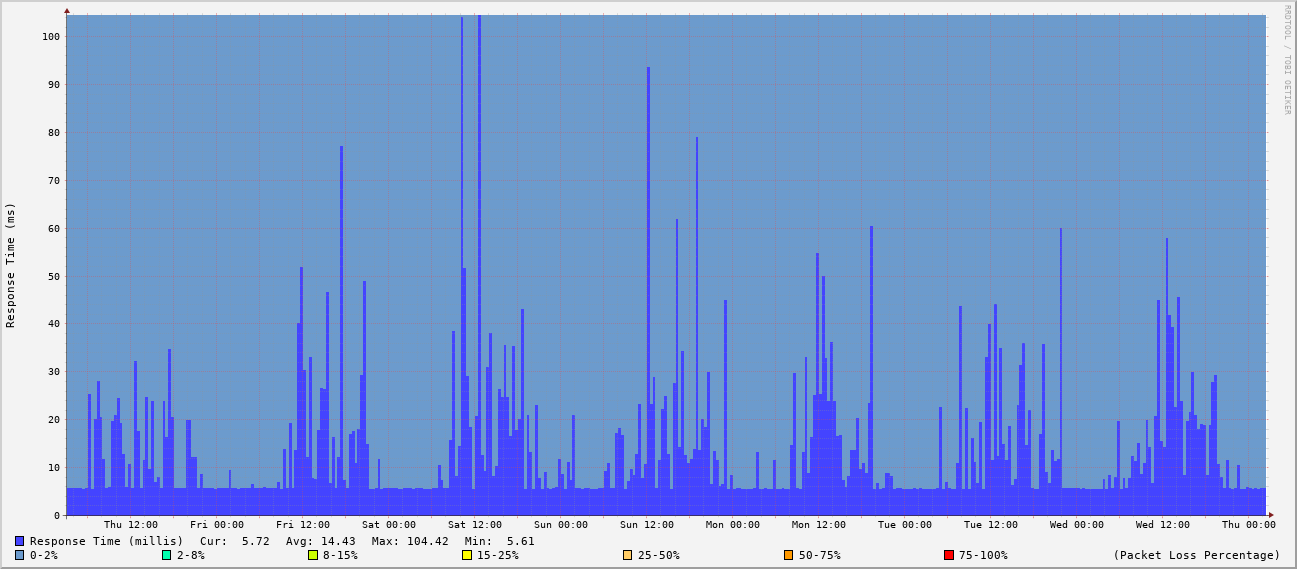 RRDTOOL / TOBI OETIKER
Response Time (ms)
100
90
80
70
60
50
40
30
20
10
0
Thu 12:00 Fri 00:00 Fri 12:00 Sat 00:00 Sat 12:00 Sun 00:00 Sun 12:00 Mon 00:00 Mon 12:00 Tue 00:00 Tue 12:00 Wed 00:00 Wed 12:00 Thu 00:00
Response Time (millis) Cur: 5.72 Avg: 14.43 Max: 104.42 Min: 5.61
0-2% 2-8% 8-15% 15-25% 25-50% 50-75% 75-100% (Packet Loss Percentage)